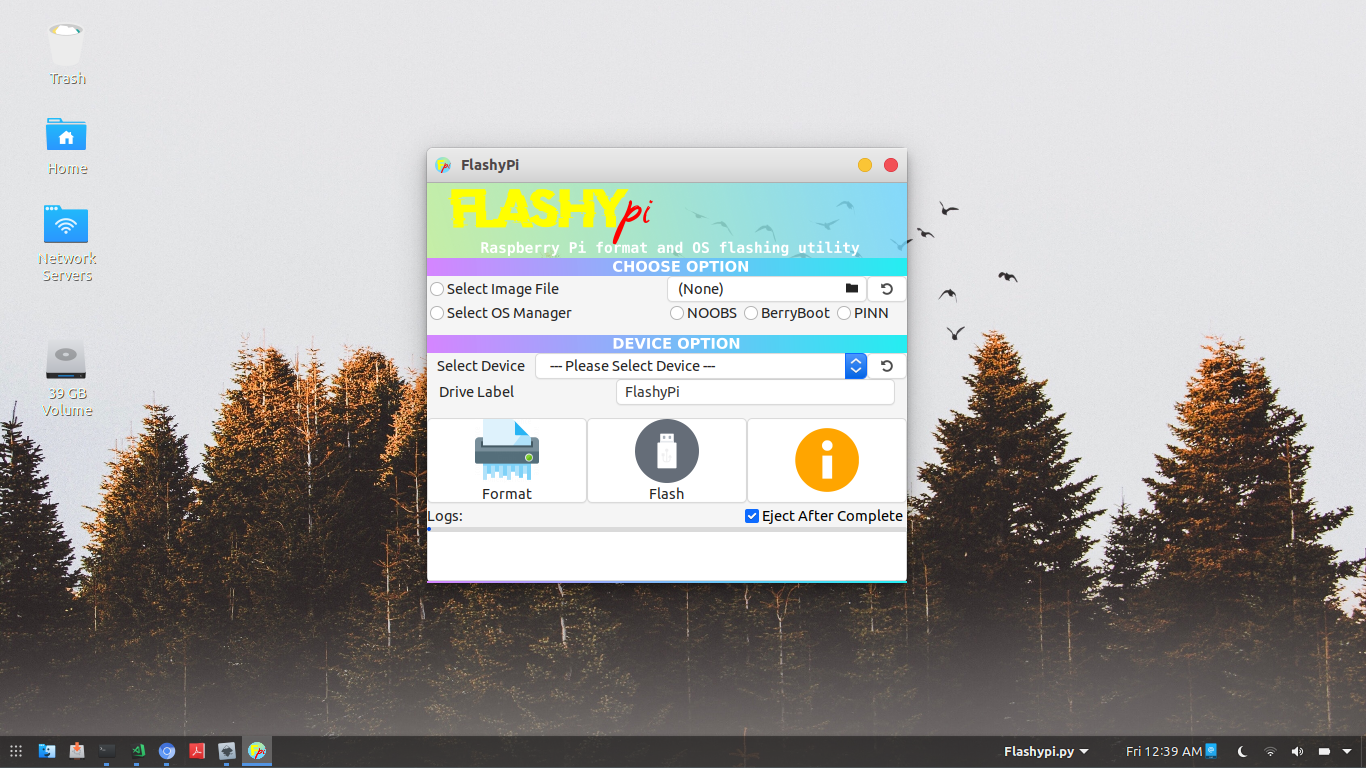 Trash
Home
Network
Servers
39 GB
Volume
FlashyPi
FLASHYpi
Raspberry Pi format and OS flashing utility
CHOOSE OPTION
Select Image File (None)
Select OS Manager NOOBS BerryBoot PINN
DEVICE OPTION
Select Device --- Please Select Device ---
Drive Label FlashyPi
Format Flash
Logs: Eject After Complete
Flashypi.py Fri 12:39 AM